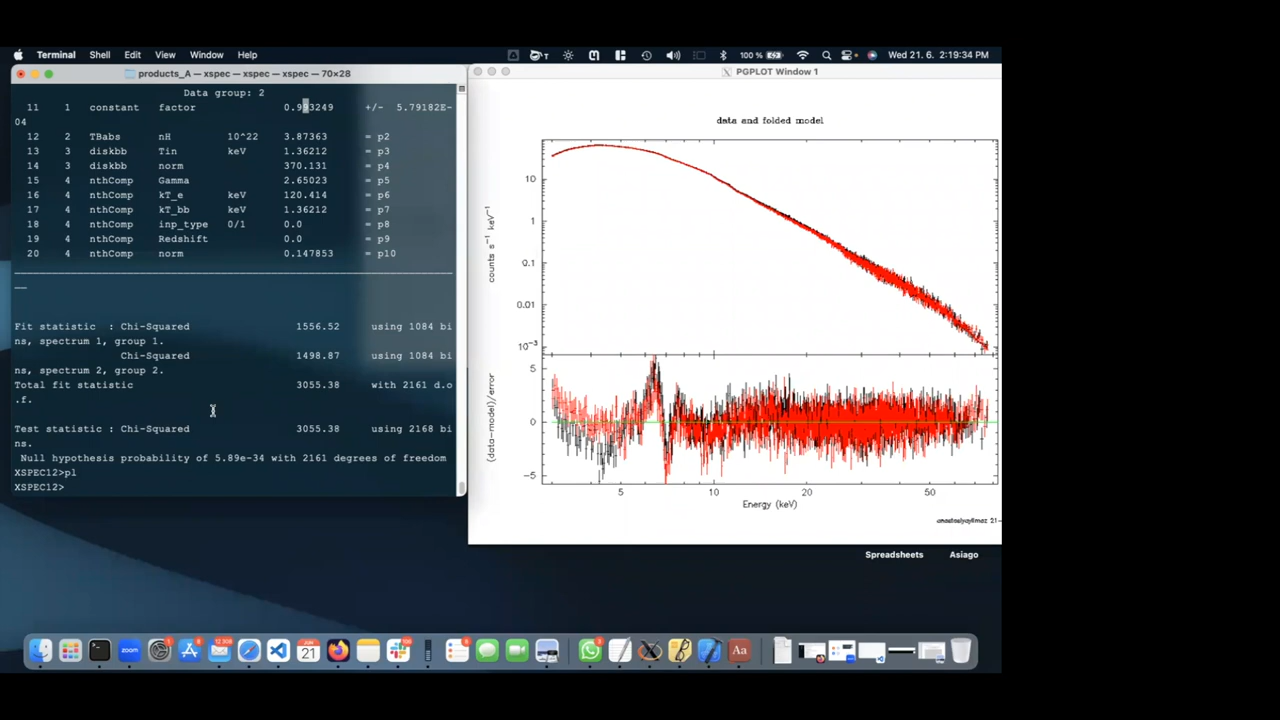 Terminal Shell Edit View Window Help 100 % Wed 21. 6. 2:19:34 PM
products_A — xspec — xspec — xspec — 70×28
Data group: 2
11 1 constant factor 0.993249 +/- 5.79182E-
04
12 2 TBabs nH 10^22 3.87363 = p2
13 3 diskbb Tin keV 1.36212 = p3
14 3 diskbb norm 370.131 = p4
15 4 nthComp Gamma 2.65023 = p5
16 4 nthComp kT_e keV 120.414 = p6
17 4 nthComp kT_bb keV 1.36212 = p7
18 4 nthComp inp_type 0/1 0.0 = p8
19 4 nthComp Redshift 0.0 = p9
20 4 nthComp norm 0.147853 = p10
Fit statistic : Chi-Squared 1556.52 using 1084 bi
ns, spectrum 1, group 1.
Chi-Squared 1498.87 using 1084 bi
ns, spectrum 2, group 2.
Total fit statistic 3055.38 with 2161 d.o
.f.
Test statistic : Chi-Squared 3055.38 using 2168 bi
ns.
Null hypothesis probability of 5.89e-34 with 2161 degrees of freedom
XSPEC12>pl
XSPEC12>
PGPLOT Window 1
data and folded model
counts s⁻¹ keV⁻¹
10
1
0.1
0.01
10⁻³
(data-model)/error
5
0
-5
5 10 20 50
Energy (keV)
Spreadsheets Asiago
zoom
JUN
21
Aa